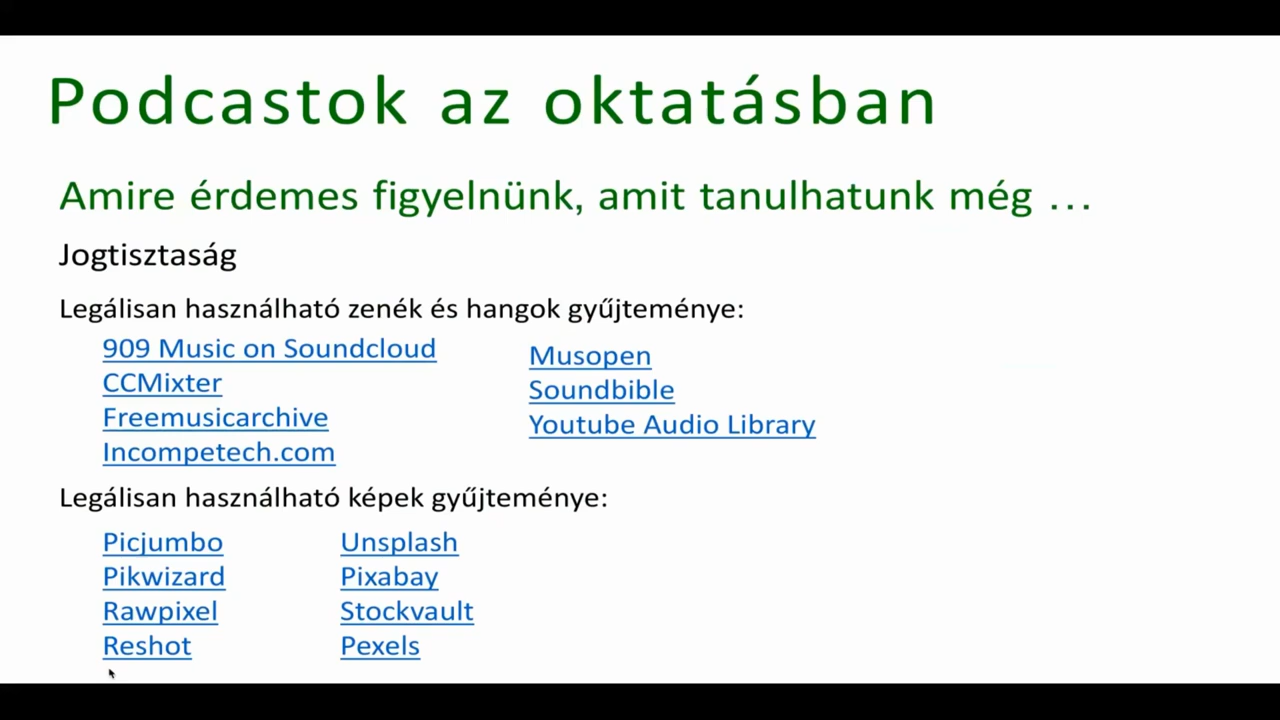 Podcastok az oktatásban
Amire érdemes figyelnünk, amit tanulhatunk még …
Jogtisztaság
Legálisan használható zenék és hangok gyűjteménye:
909 Music on Soundcloud
CCMixter
Freemusicarchive
Incompetech.com
Musopen
Soundbible
Youtube Audio Library
Legálisan használható képek gyűjteménye:
Picjumbo
Pikwizard
Rawpixel
Reshot
Unsplash
Pixabay
Stockvault
Pexels